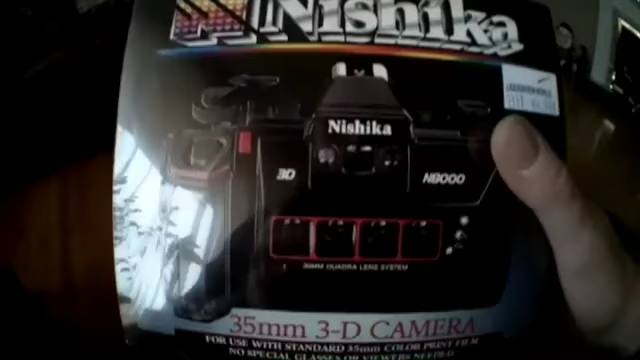 Nishika
Nishika
3D
N8000
30MM QUADRA LENS SYSTEM
35mm 3-D CAMERA
FOR USE WITH STANDARD 35mm COLOR PRINT FILM
NO SPECIAL GLASSES OR VIEWERS NEEDED